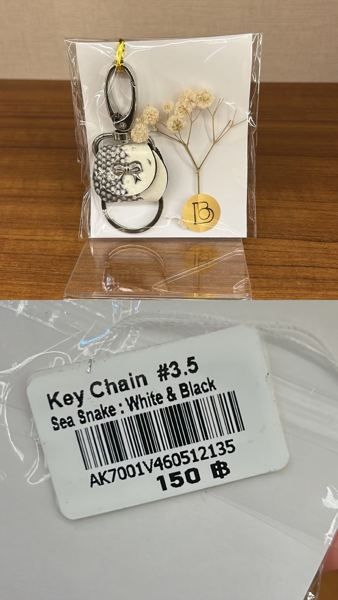 B
Key Chain #3.5
Sea Snake : White & Black
AK7001V460512135
150 ฿